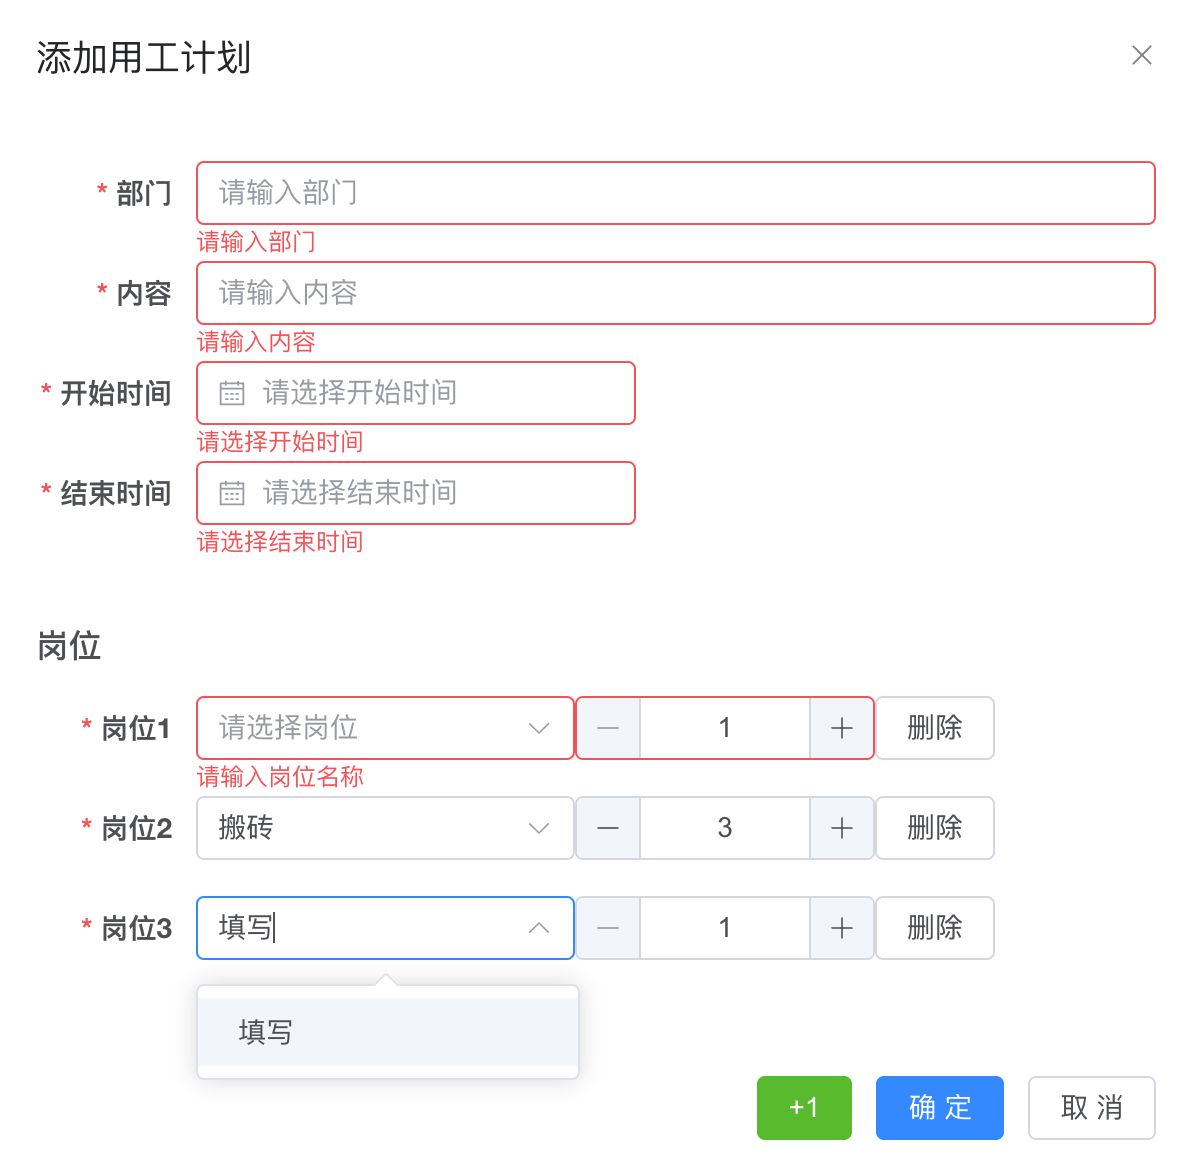 添加用工计划
* 部门 请输入部门
请输入部门
* 内容 请输入内容
请输入内容
* 开始时间 请选择开始时间
请选择开始时间
* 结束时间 请选择结束时间
请选择结束时间
岗位
* 岗位1 请选择岗位 — 1 + 删除
请输入岗位名称
* 岗位2 搬砖 — 3 + 删除
* 岗位3 填写 — 1 + 删除
填写
+1 确 定 取 消